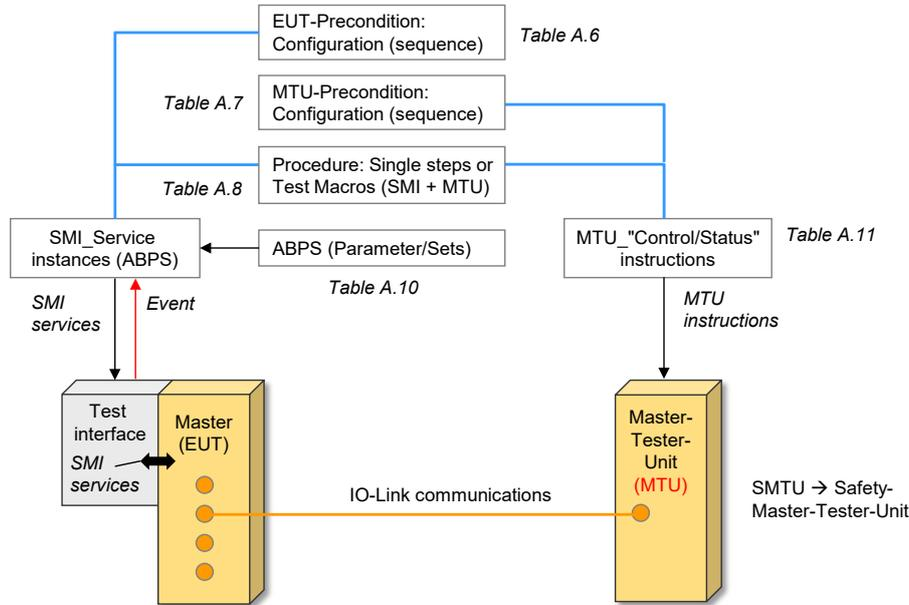 EUT-Precondition:
Configuration (sequence)
Table A.6
MTU-Precondition:
Configuration (sequence)
Table A.7
Procedure: Single steps or
Test Macros (SMI + MTU)
Table A.8
SMI_Service
instances (ABPS)
ABPS (Parameter/Sets)
Table A.10
MTU_"Control/Status"
instructions
Table A.11
SMI
services
Event
MTU
instructions
Test
interface
SMI
services
Master
(EUT)
IO-Link communications
Master-
Tester-
Unit
(MTU)
SMTU → Safety-
Master-Tester-Unit